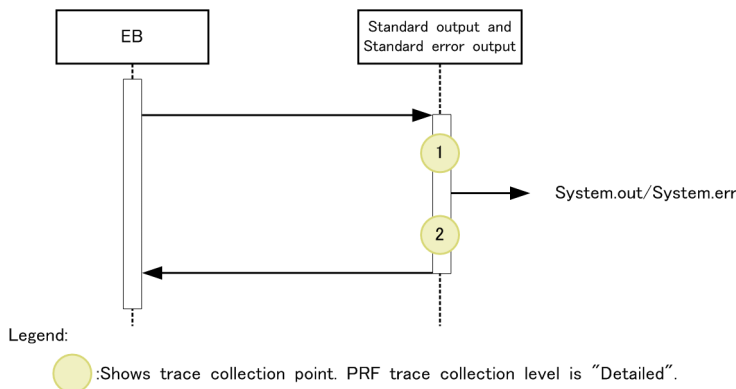 EB
Standard output and
Standard error output
1
System.out/System.err
2
Legend:
:Shows trace collection point. PRF trace collection level is "Detailed".